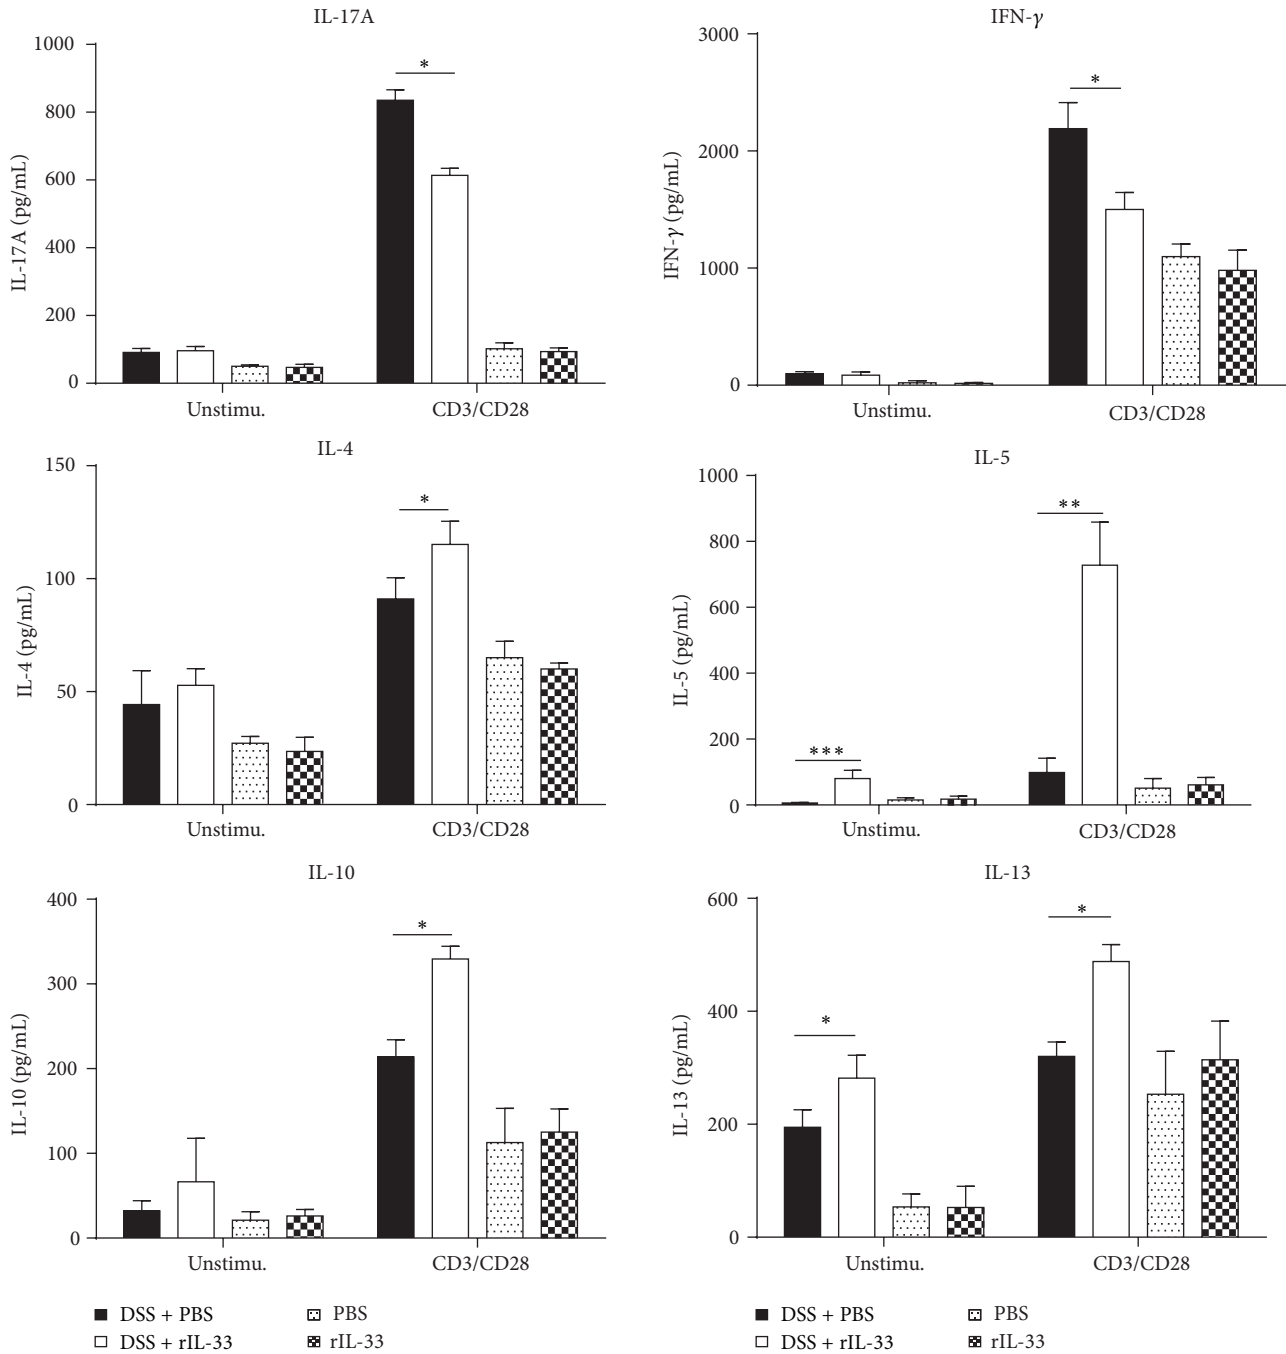 IL-17A
1000
800
600
400
200
0
IL-17A (pg/mL)
*
Unstimu.
CD3/CD28
IFN-γ
3000
2000
1000
0
IFN-γ (pg/mL)
*
Unstimu.
CD3/CD28
IL-4
150
100
50
0
IL-4 (pg/mL)
*
Unstimu.
CD3/CD28
IL-5
1000
800
600
400
200
0
IL-5 (pg/mL)
***
**
Unstimu.
CD3/CD28
IL-10
400
300
200
100
0
IL-10 (pg/mL)
*
Unstimu.
CD3/CD28
IL-13
600
400
200
0
IL-13 (pg/mL)
*
*
Unstimu.
CD3/CD28
DSS + PBS
DSS + rIL-33
PBS
rIL-33
DSS + PBS
DSS + rIL-33
PBS
rIL-33